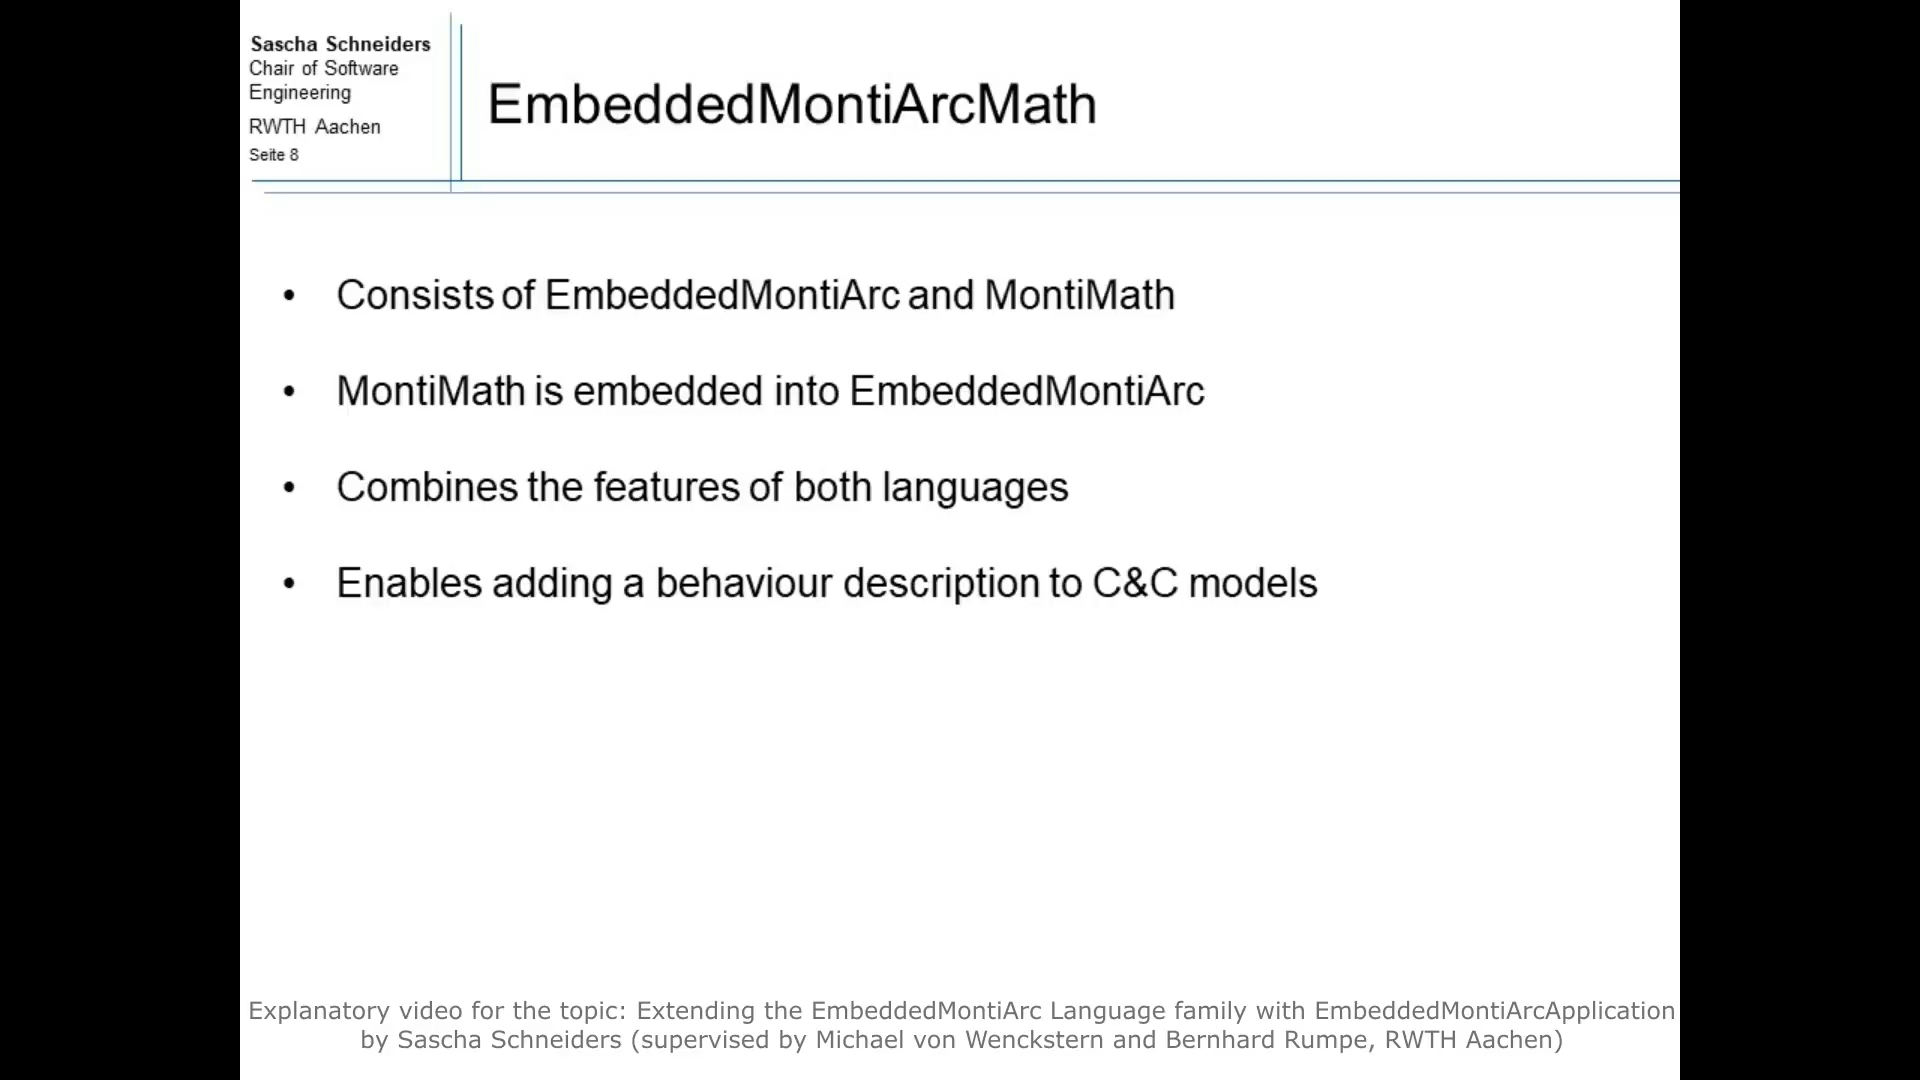 Sascha Schneiders
Chair of Software
Engineering
RWTH Aachen
Seite 8
EmbeddedMontiArcMath
• Consists of EmbeddedMontiArc and MontiMath
• MontiMath is embedded into EmbeddedMontiArc
• Combines the features of both languages
• Enables adding a behaviour description to C&C models
Explanatory video for the topic: Extending the EmbeddedMontiArc Language family with EmbeddedMontiArcApplication
by Sascha Schneiders (supervised by Michael von Wenckstern and Bernhard Rumpe, RWTH Aachen)